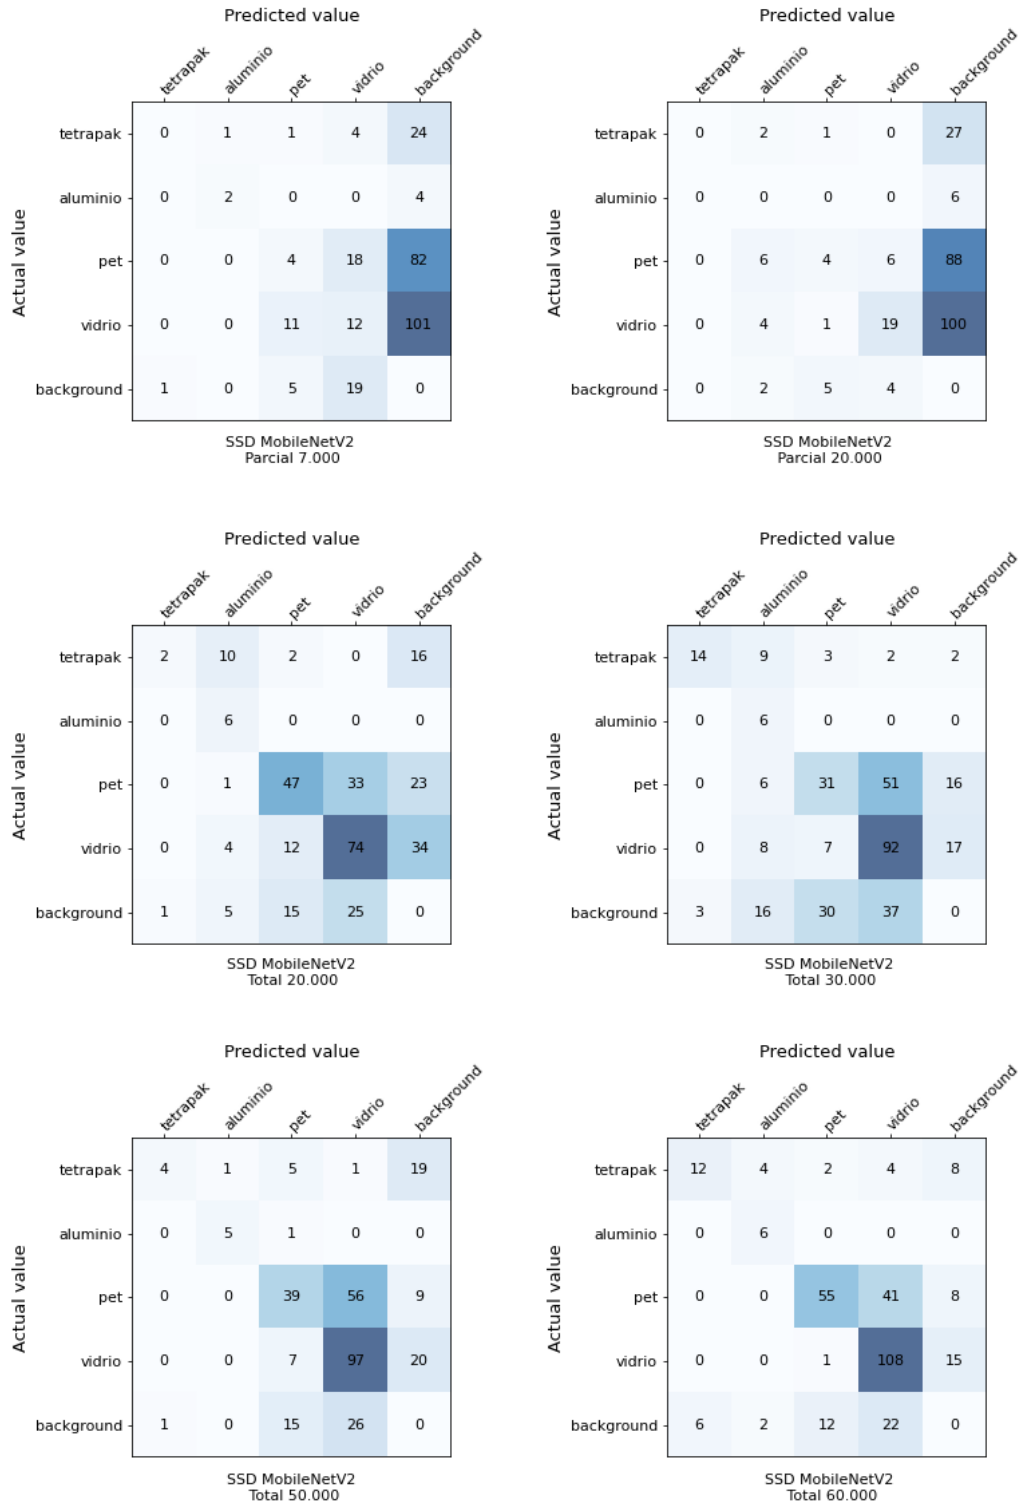 Predicted value
tetrapak aluminio pet vidrio background
Actual value
tetrapak 0 1 1 4 24
aluminio 0 2 0 0 4
pet 0 0 4 18 82
vidrio 0 0 11 12 101
background 1 0 5 19 0
SSD MobileNetV2
Parcial 7.000
Predicted value
tetrapak aluminio pet vidrio background
Actual value
tetrapak 0 2 1 0 27
aluminio 0 0 0 0 6
pet 0 6 4 6 88
vidrio 0 4 1 19 100
background 0 2 5 4 0
SSD MobileNetV2
Parcial 20.000
Predicted value
tetrapak aluminio pet vidrio background
Actual value
tetrapak 2 10 2 0 16
aluminio 0 6 0 0 0
pet 0 1 47 33 23
vidrio 0 4 12 74 34
background 1 5 15 25 0
SSD MobileNetV2
Total 20.000
Predicted value
tetrapak aluminio pet vidrio background
Actual value
tetrapak 14 9 3 2 2
aluminio 0 6 0 0 0
pet 0 6 31 51 16
vidrio 0 8 7 92 17
background 3 16 30 37 0
SSD MobileNetV2
Total 30.000
Predicted value
tetrapak aluminio pet vidrio background
Actual value
tetrapak 4 1 5 1 19
aluminio 0 5 1 0 0
pet 0 0 39 56 9
vidrio 0 0 7 97 20
background 1 0 15 26 0
SSD MobileNetV2
Total 50.000
Predicted value
tetrapak aluminio pet vidrio background
Actual value
tetrapak 12 4 2 4 8
aluminio 0 6 0 0 0
pet 0 0 55 41 8
vidrio 0 0 1 108 15
background 6 2 12 22 0
SSD MobileNetV2
Total 60.000